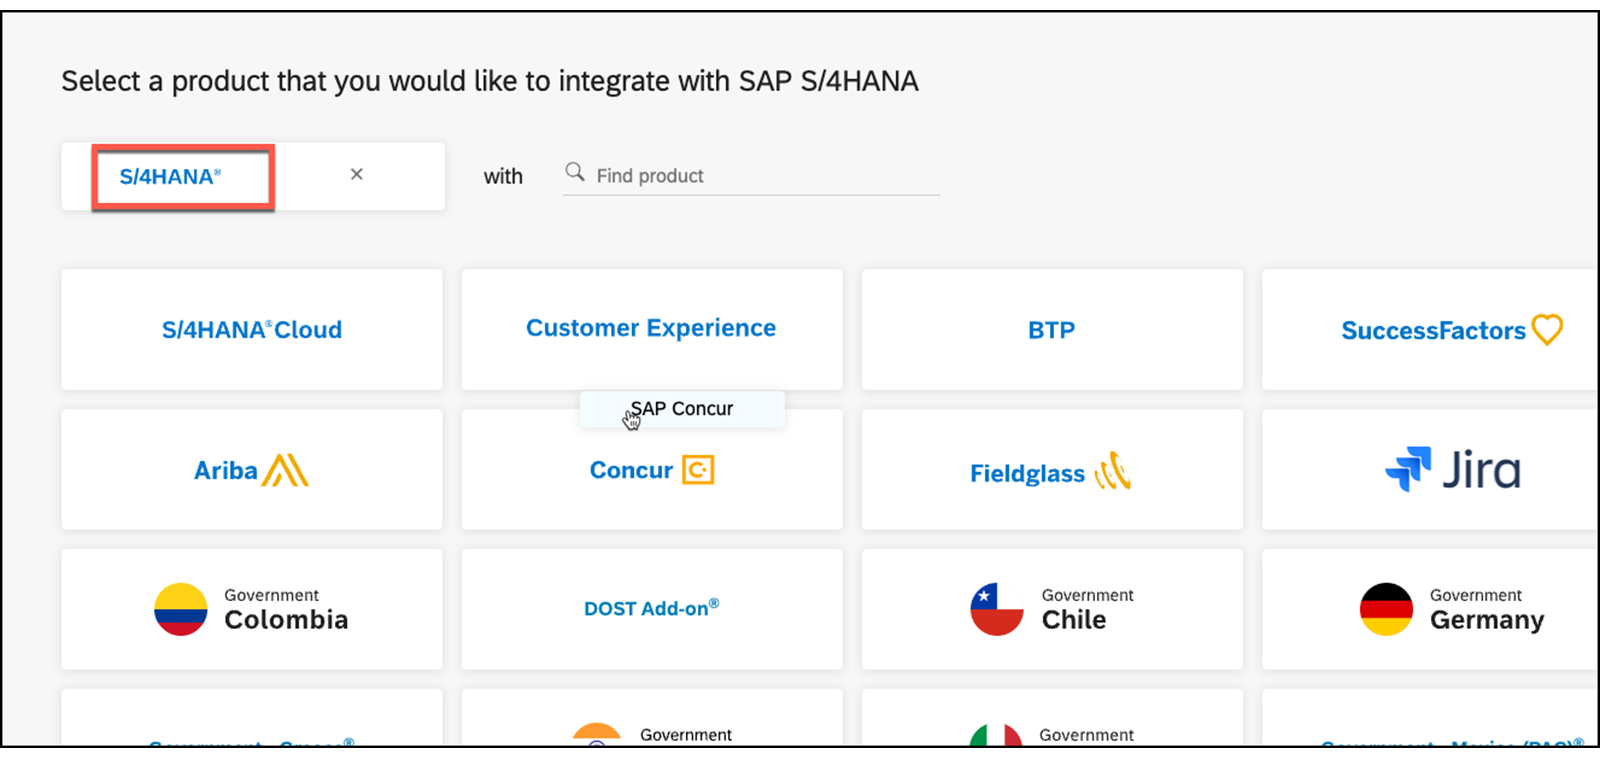 Select a product that you would like to integrate with SAP S/4HANA
S/4HANA®
×
with
Find product
S/4HANA®Cloud
Customer Experience
BTP
SuccessFactors
SAP Concur
Ariba
Concur
Fieldglass
Jira
Government
Colombia
DOST Add-on®
Government
Chile
Government
Germany
Government
Government